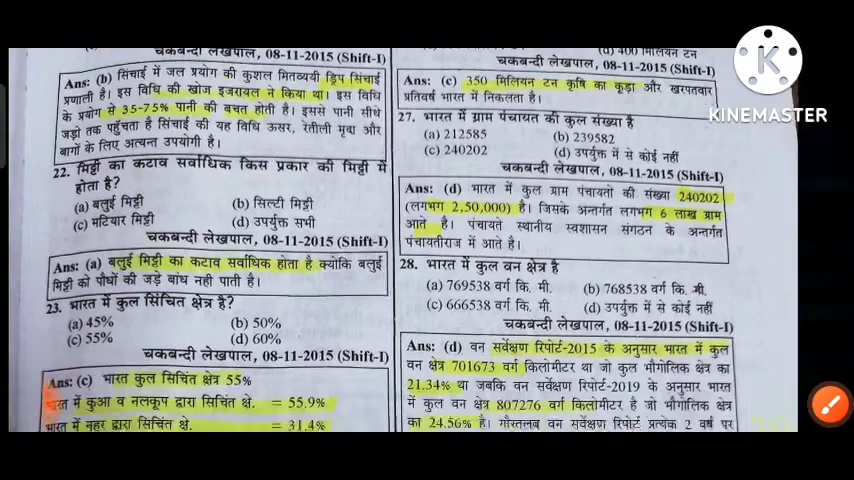 चकबन्दी लेखपाल, 08-11-2015 (Shift-I)
Ans: (b) सिंचाई में जल प्रयोग की कुशल मितव्ययी ड्रिप सिंचाई
प्रणाली है। इस विधि की खोज इजरायल ने किया था। इस विधि
के प्रयोग से 35-75% पानी की बचत होती है। इससे पानी सीधे
जड़ो तक पहुंचता है सिंचाई की यह विधि ऊसर, रेतीली मृदा और
बागों के लिए अत्यन्त उपयोगी है।
22. मिट्टी का कटाव सर्वाधिक किस प्रकार की मिट्टी में
होता है?
(a) बलुई मिट्टी (b) सिल्टी मिट्टी
(c) मटियार मिट्टी (d) उपर्युक्त सभी
चकबन्दी लेखपाल, 08-11-2015 (Shift-I)
Ans: (a) बलुई मिट्टी का कटाव सर्वाधिक होता है क्योकि बलुई
मिट्टी को पौधों की जड़े बांध नही पाती है।
23. भारत में कुल सिंचित क्षेत्र है?
(a) 45% (b) 50%
(c) 55% (d) 60%
चकबन्दी लेखपाल, 08-11-2015 (Shift-I)
Ans: (c) भारत कुल सिंचित क्षेत्र 55%
भारत में कुआ व नलकूप द्वारा सिचित क्षे. = 55.9%
भारत में नहर द्वारा सिचित क्षे. = 31.4%
(d) 400 मिलियन टन
चकबन्दी लेखपाल, 08-11-2015 (Shift-I)
Ans: (c) 350 मिलियन टन कृषि का कूड़ा और खरपतवार
प्रतिवर्ष भारत में निकलता है।
27. भारत में ग्राम पंचायत की कुल संख्या है
(a) 212585 (b) 239582
(c) 240202 (d) उपर्युक्त में से कोई नहीं
चकबन्दी लेखपाल, 08-11-2015 (Shift-I)
Ans: (d) भारत में कुल ग्राम पंचायतो की संख्या 240202
(लगभग 2,50,000) है। जिसके अन्तर्गत लगभग 6 लाख ग्राम
आते है। पंचायते स्थानीय स्वशासन संगठन के अन्तर्गत
पंचायतीराज में आते है।
28. भारत में कुल वन क्षेत्र है
(a) 769538 वर्ग कि. मी. (b) 768538 वर्ग कि. मी.
(c) 666538 वर्ग कि. मी. (d) उपर्युक्त में से कोई नहीं
चकबन्दी लेखपाल, 08-11-2015 (Shift-I)
Ans: (d) वन सर्वेक्षण रिपोर्ट-2015 के अनुसार भारत में कुल
वन क्षेत्र 701673 वर्ग किलोमीटर था जो कुल भौगोलिक क्षेत्र का
21.34% था जबकि वन सर्वेक्षण रिपोर्ट-2019 के अनुसार भारत
में कुल वन क्षेत्र 807276 वर्ग किलोमीटर है जो भौगोलिक क्षेत्र
का 24.56% है। गौरतलब वन सर्वेक्षण रिपोर्ट प्रत्येक 2 वर्ष पर
K
KINEMASTER